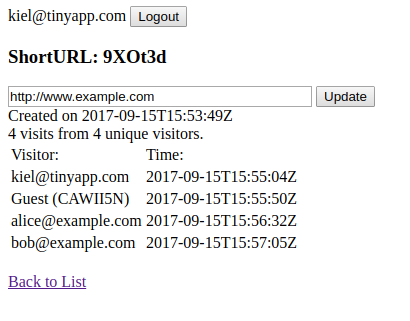 kiel@tinyapp.com Logout
ShortURL: 9XOt3d
http://www.example.com Update
Created on 2017-09-15T15:53:49Z
4 visits from 4 unique visitors.
Visitor: Time:
kiel@tinyapp.com 2017-09-15T15:55:04Z
Guest (CAWII5N) 2017-09-15T15:55:50Z
alice@example.com 2017-09-15T15:56:32Z
bob@example.com 2017-09-15T15:57:05Z
Back to List